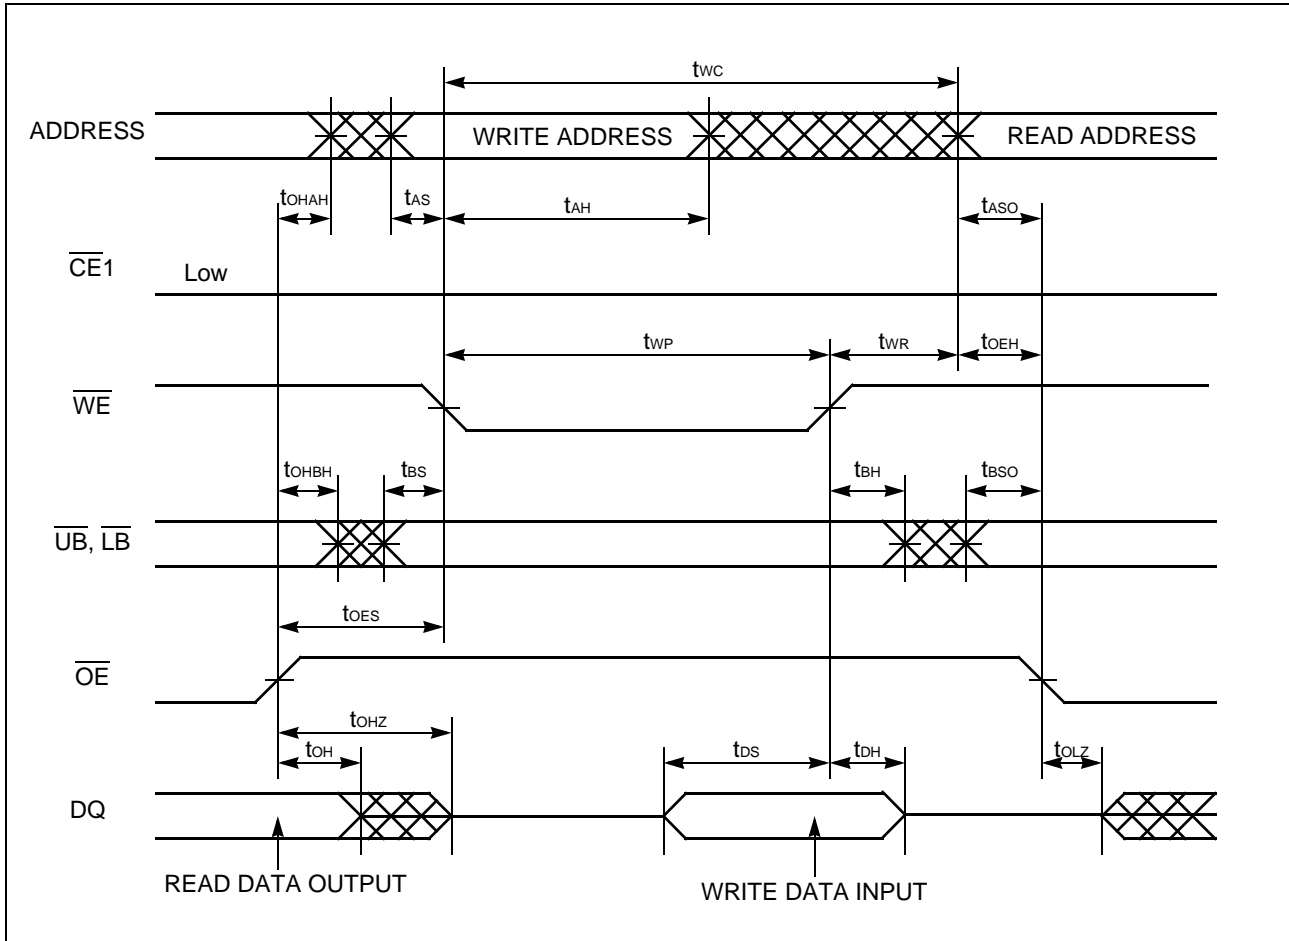 tWC
ADDRESS WRITE ADDRESS READ ADDRESS
tOHAH tAS tAH tASO
CE1 Low
tWP tWR tOEH
WE
tOHBH tBS tBH tBSO
UB, LB
tOES
OE
tOHZ
tOH tDS tDH tOLZ
DQ
READ DATA OUTPUT WRITE DATA INPUT